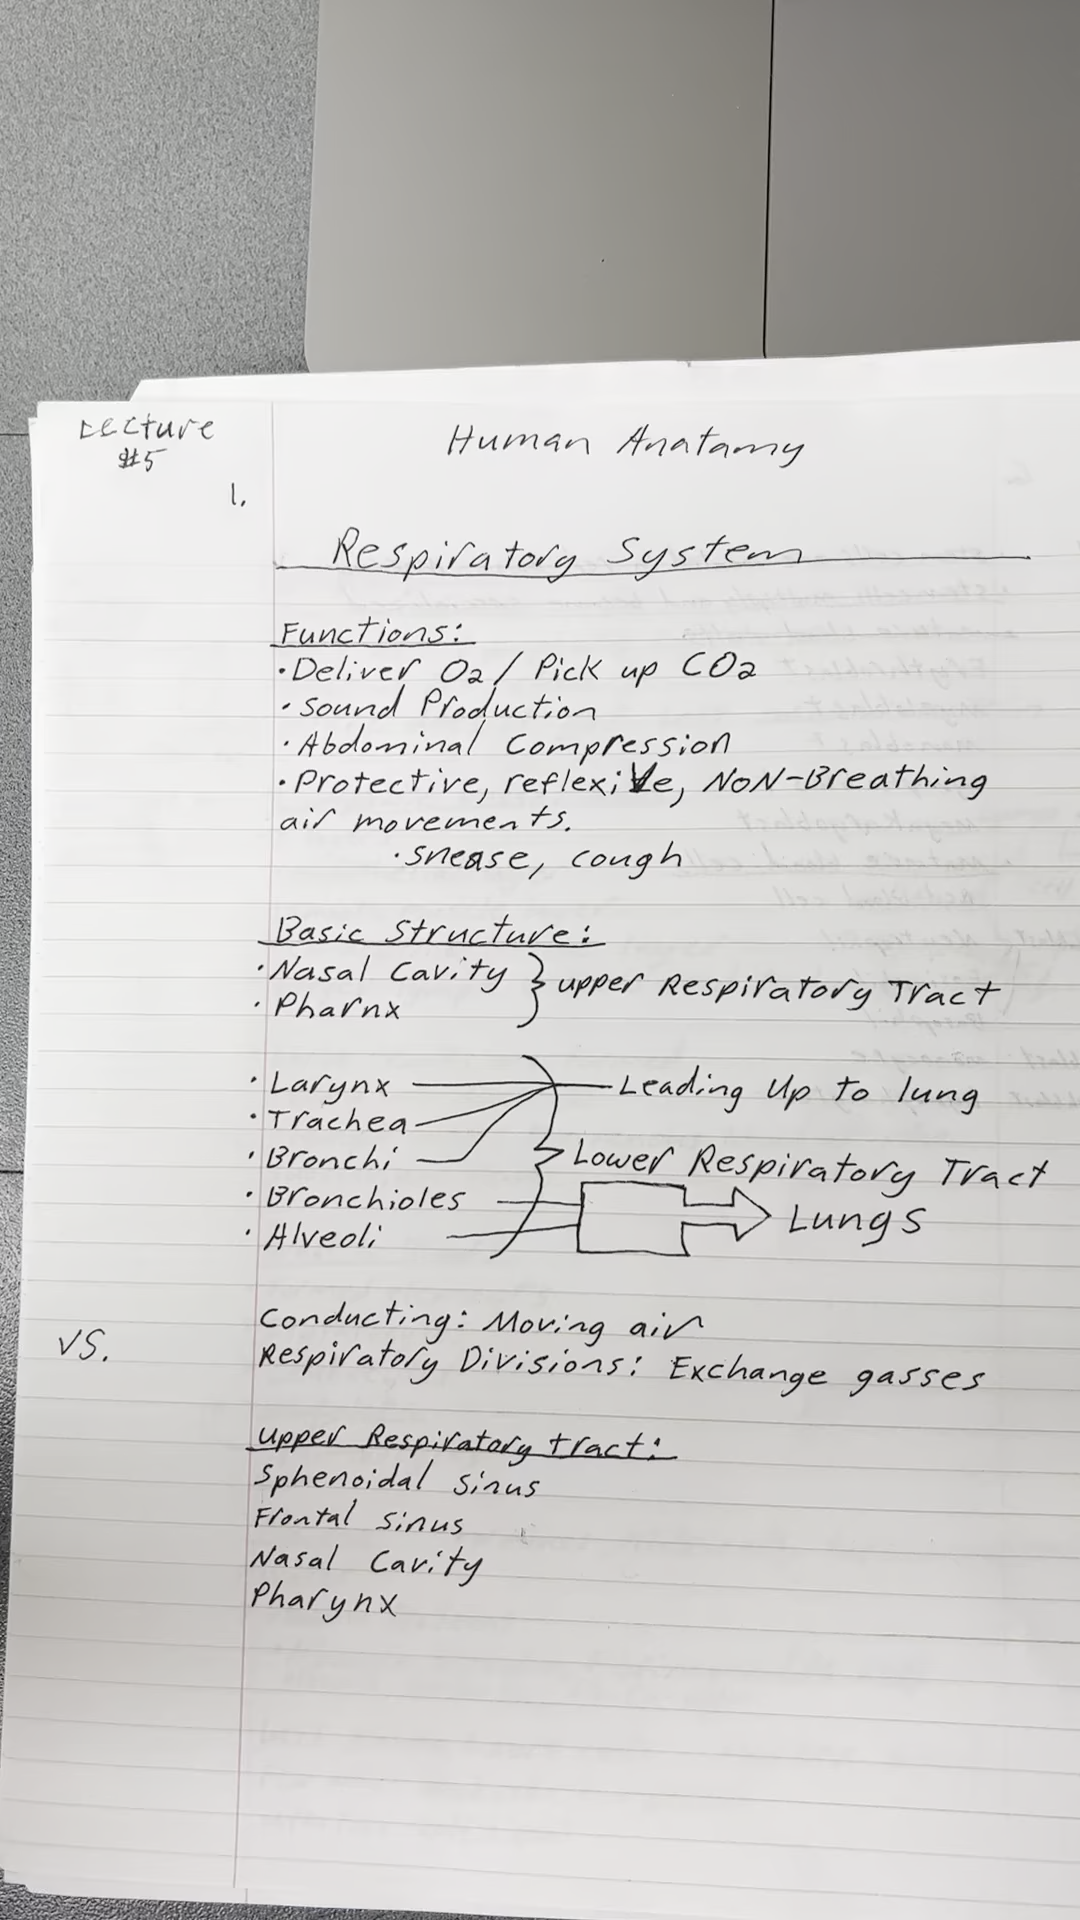 Lecture
#5
Human Anatamy
1.
Respiratory System
Functions:
·Deliver O2 / Pick up CO2
·Sound Production
·Abdominal Compression
·Protective, reflexive, NON-Breathing
air movements.
·snease, cough
Basic Structure:
·Nasal Cavity } upper Respiratory Tract
·Pharnx
·Larynx Leading Up to lung
·Trachea
·Bronchi Lower Respiratory Tract
·Bronchioles Lungs
·Alveoli
Conducting: Moving air
vs. Respiratory Divisions: Exchange gasses
upper Respiratory tract:
Sphenoidal sinus
Frontal sinus
Nasal Cavity
Pharynx